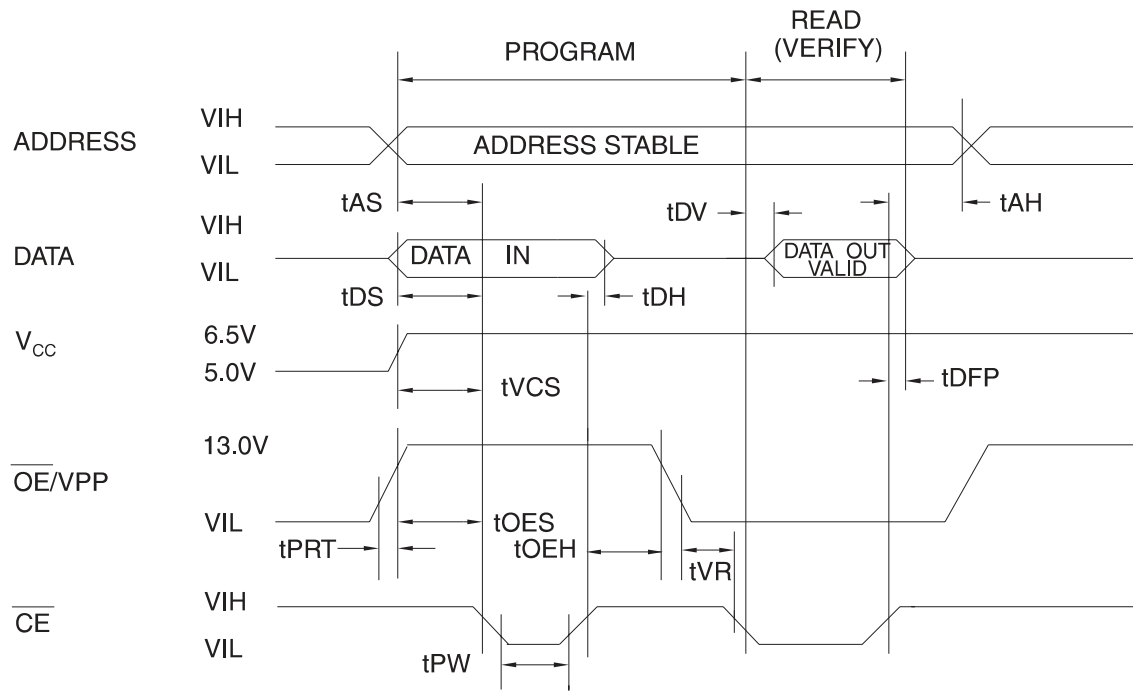 READ
(VERIFY)
PROGRAM
ADDRESS
VIH
VIL
ADDRESS STABLE
tAS
tDV
tAH
DATA
VIH
VIL
DATA IN
DATA OUT
VALID
tDS
tDH
VCC
6.5V
5.0V
tVCS
tDFP
OE/VPP
13.0V
VIL
tPRT
tOES
tOEH
tVR
CE
VIH
VIL
tPW